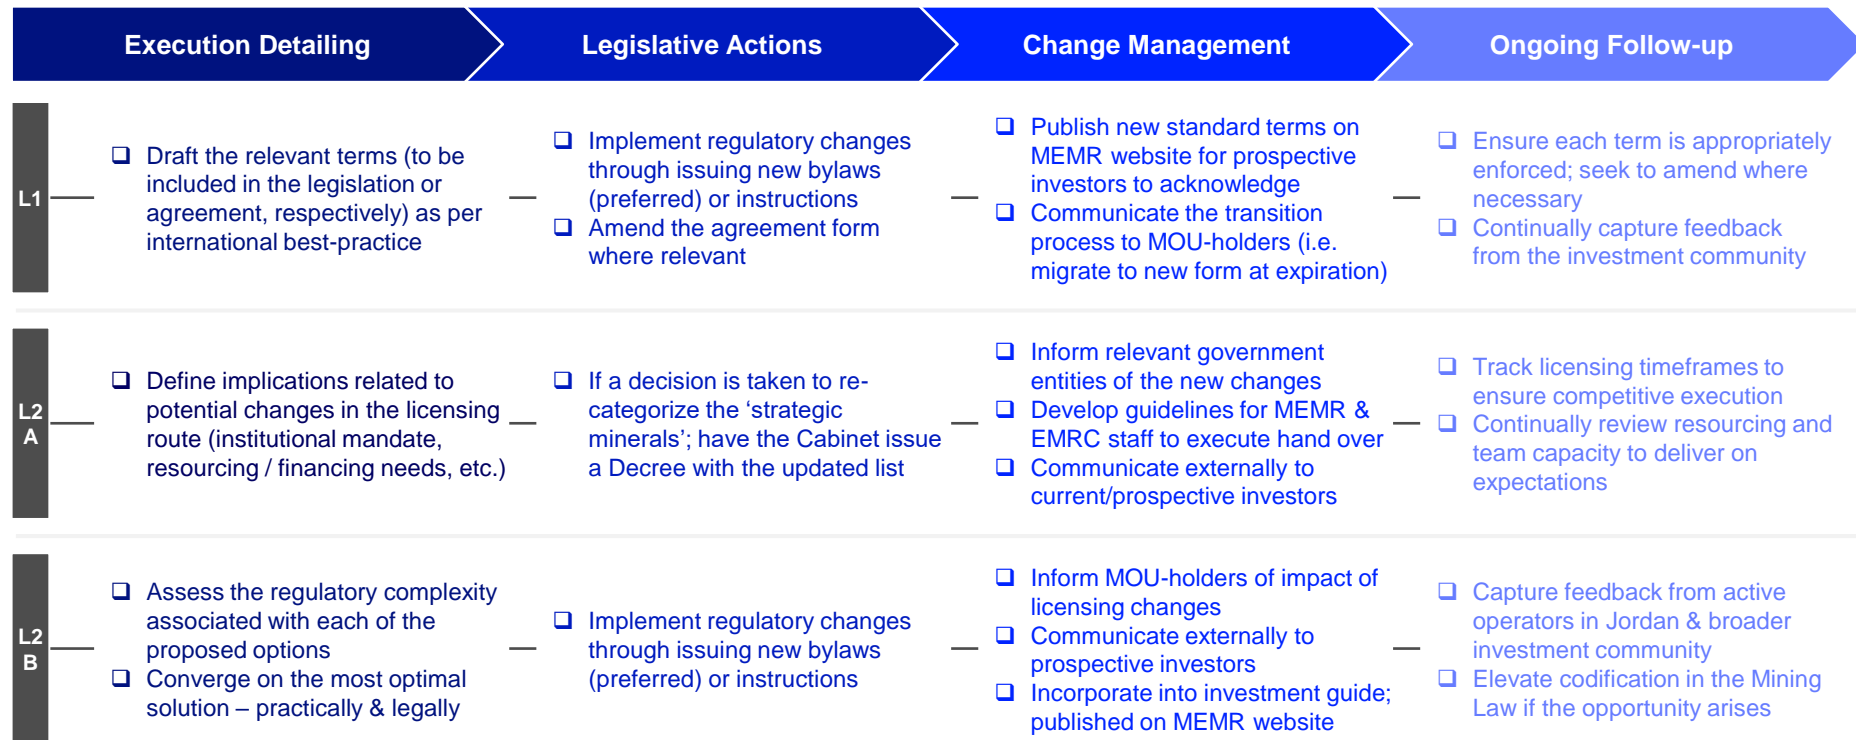 Execution Detailing
Legislative Actions
Change Management
Ongoing Follow-up
L1
❑ Draft the relevant terms (to be
included in the legislation or
agreement, respectively) as per
international best-practice
❑ Implement regulatory changes
through issuing new bylaws
(preferred) or instructions
❑ Amend the agreement form
where relevant
❑ Publish new standard terms on
MEMR website for prospective
investors to acknowledge
❑ Communicate the transition
process to MOU-holders (i.e.
migrate to new form at expiration)
❑ Ensure each term is appropriately
enforced; seek to amend where
necessary
❑ Continually capture feedback
from the investment community
L2
A
❑ Define implications related to
potential changes in the licensing
route (institutional mandate,
resourcing / financing needs, etc.)
❑ If a decision is taken to re-
categorize the ‘strategic
minerals’; have the Cabinet issue
a Decree with the updated list
❑ Inform relevant government
entities of the new changes
❑ Develop guidelines for MEMR &
EMRC staff to execute hand over
❑ Communicate externally to
current/prospective investors
❑ Track licensing timeframes to
ensure competitive execution
❑ Continually review resourcing and
team capacity to deliver on
expectations
L2
B
❑ Assess the regulatory complexity
associated with each of the
proposed options
❑ Converge on the most optimal
solution – practically & legally
❑ Implement regulatory changes
through issuing new bylaws
(preferred) or instructions
❑ Inform MOU-holders of impact of
licensing changes
❑ Communicate externally to
prospective investors
❑ Incorporate into investment guide;
published on MEMR website
❑ Capture feedback from active
operators in Jordan & broader
investment community
❑ Elevate codification in the Mining
Law if the opportunity arises